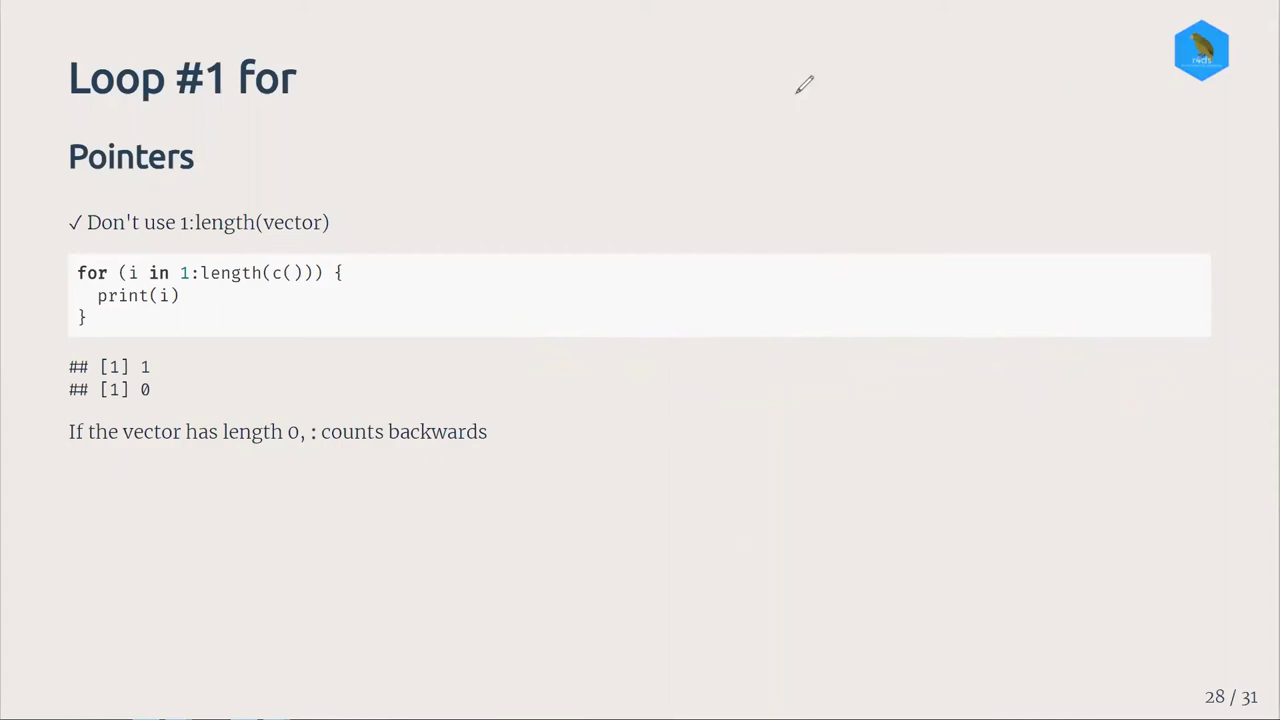 Loop #1 for
r4ds
Pointers
✓ Don't use 1:length(vector)
for (i in 1:length(c())) {
  print(i)
}
## [1] 1
## [1] 0
If the vector has length 0, : counts backwards
28 / 31